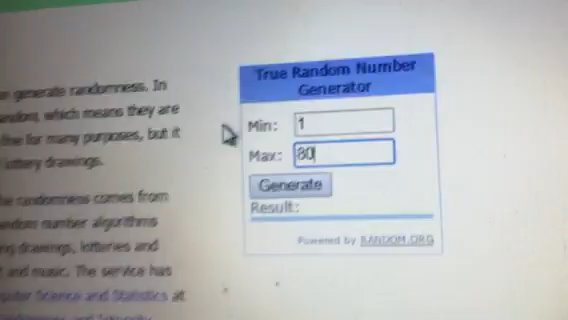 generate randomness. In
which means they are
fine for many purposes, but it
lottery drawings.
randomness comes from
random number algorithms
drawings, lotteries and
and music. The service has
Science and Statistics at
True Random Number
Generator
Min: 1
Max: 80
Generate
Result:
Powered by RANDOM.ORG